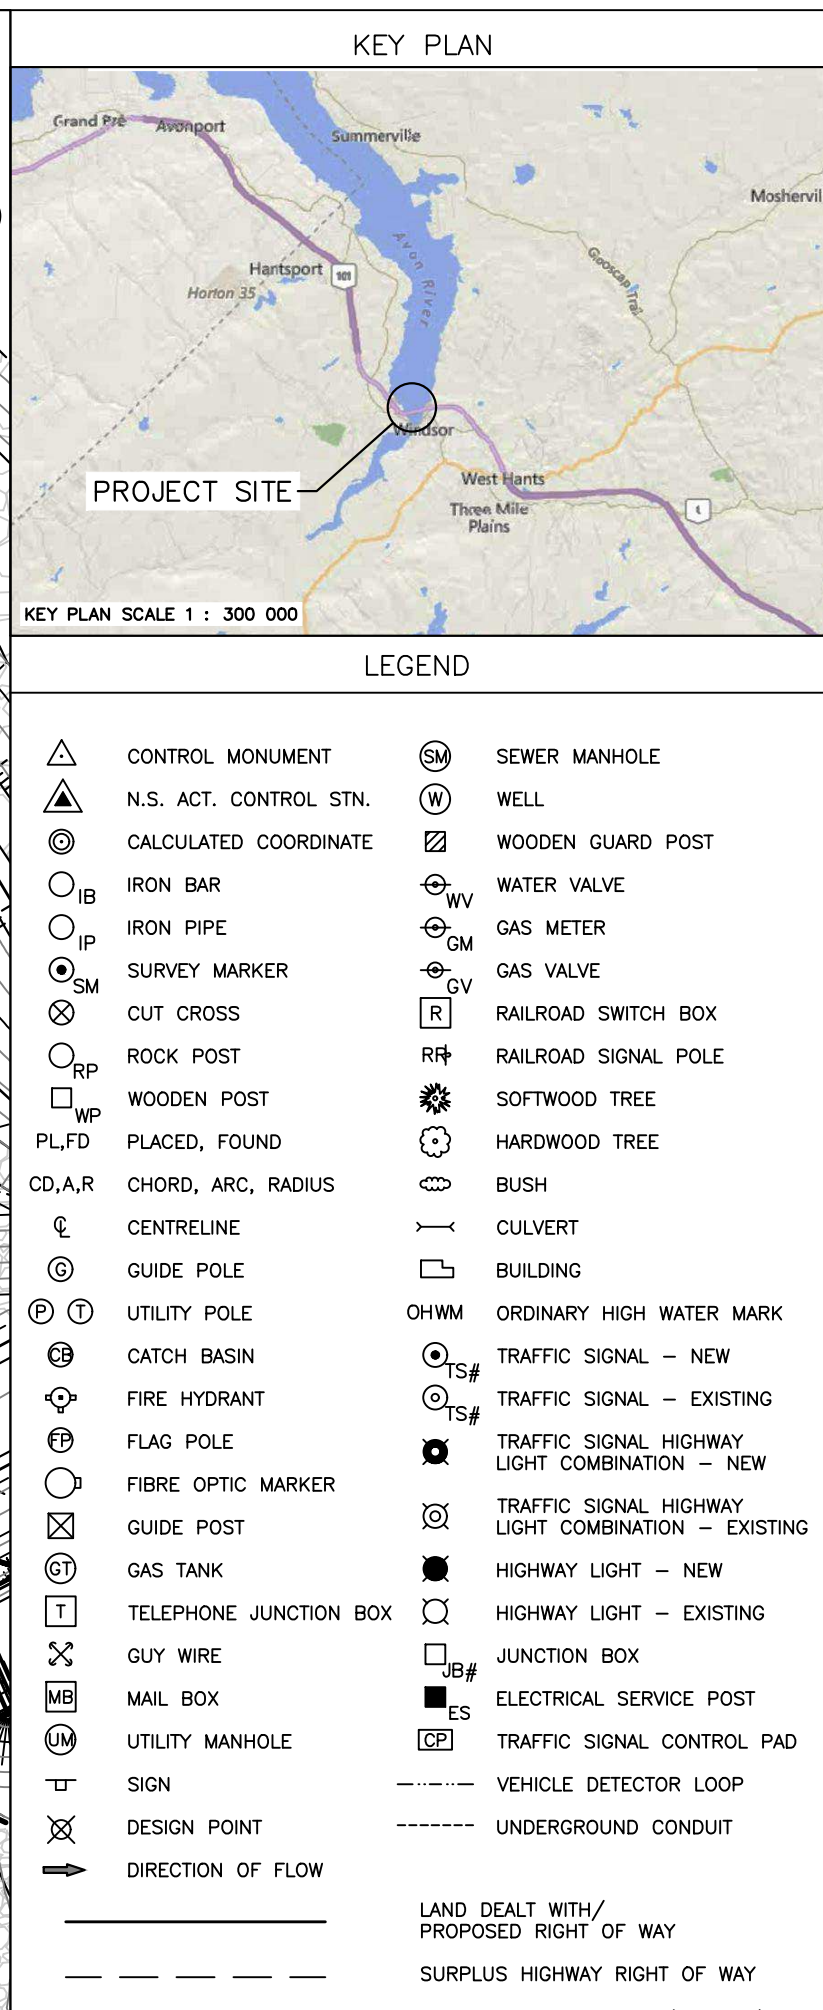 KEY PLAN
Grand Pré
Avonport
Summerville
Moshervil
Avon River
Glooscap Trail
Hantsport
101
Horton 35
Windsor
PROJECT SITE
West Hants
Three Mile
Plains
1
KEY PLAN SCALE 1 : 300 000
LEGEND
CONTROL MONUMENT
N.S. ACT. CONTROL STN.
CALCULATED COORDINATE
IB IRON BAR
IP IRON PIPE
SM SURVEY MARKER
CUT CROSS
RP ROCK POST
WP WOODEN POST
PL,FD PLACED, FOUND
CD,A,R CHORD, ARC, RADIUS
CL CENTRELINE
G GUIDE POLE
P T UTILITY POLE
CB CATCH BASIN
FIRE HYDRANT
FP FLAG POLE
FIBRE OPTIC MARKER
GUIDE POST
GT GAS TANK
T TELEPHONE JUNCTION BOX
GUY WIRE
MB MAIL BOX
UM UTILITY MANHOLE
SIGN
DESIGN POINT
DIRECTION OF FLOW
SM SEWER MANHOLE
W WELL
WOODEN GUARD POST
WV WATER VALVE
GM GAS METER
GV GAS VALVE
R RAILROAD SWITCH BOX
RR RAILROAD SIGNAL POLE
SOFTWOOD TREE
HARDWOOD TREE
BUSH
CULVERT
BUILDING
OHWM ORDINARY HIGH WATER MARK
TS# TRAFFIC SIGNAL – NEW
TS# TRAFFIC SIGNAL – EXISTING
TRAFFIC SIGNAL HIGHWAY
LIGHT COMBINATION – NEW
TRAFFIC SIGNAL HIGHWAY
LIGHT COMBINATION – EXISTING
HIGHWAY LIGHT – NEW
HIGHWAY LIGHT – EXISTING
JB# JUNCTION BOX
ES ELECTRICAL SERVICE POST
CP TRAFFIC SIGNAL CONTROL PAD
VEHICLE DETECTOR LOOP
UNDERGROUND CONDUIT
LAND DEALT WITH/
PROPOSED RIGHT OF WAY
SURPLUS HIGHWAY RIGHT OF WAY